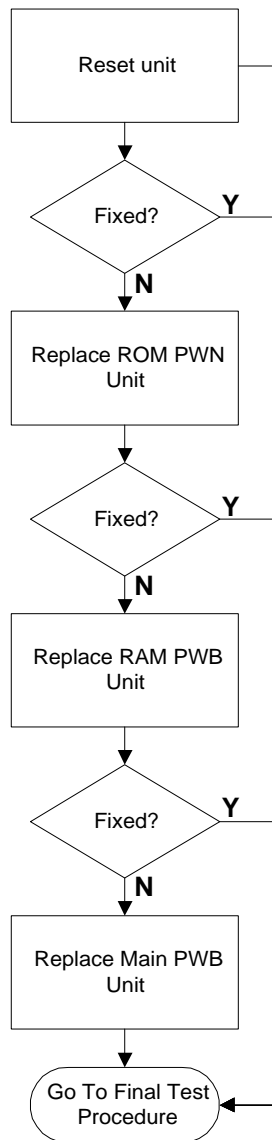 Reset unit
Fixed?
Y
N
Replace ROM PWN
Unit
Fixed?
Y
N
Replace RAM PWB
Unit
Fixed?
Y
N
Replace Main PWB
Unit
Go To Final Test
Procedure